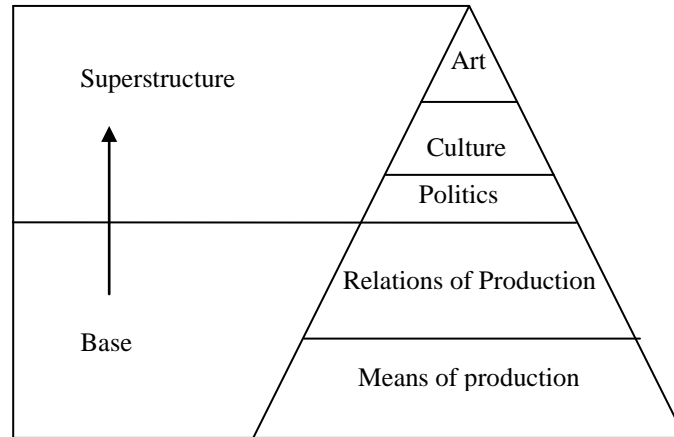 Art
Superstructure
Culture
Politics
Relations of Production
Base
Means of production